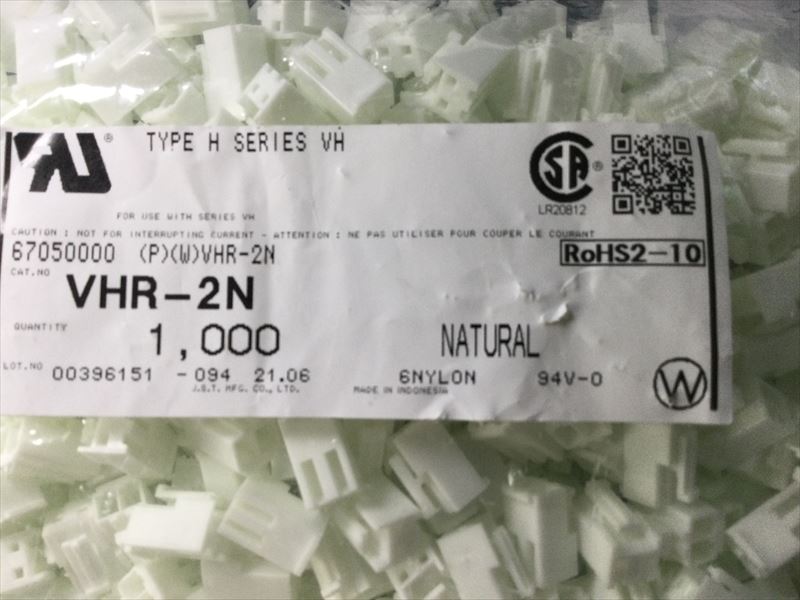 TYPE H SERIES VH
SA
LR20812
FOR USE WITH SERIES VH
CAUTION : NOT FOR INTERRUPTING CURRENT - ATTENTION : NE PAS UTILISER POUR COUPER LE COURANT
67050000 (P)(W)VHR-2N
RoHS2-10
CAT.NO
VHR-2N
QUANTITY
1,000
NATURAL
LOT.NO
00396151 -094 21.06
6NYLON
94V-0
J.S.T. MFG. CO., LTD.
MADE IN INDONESIA
W